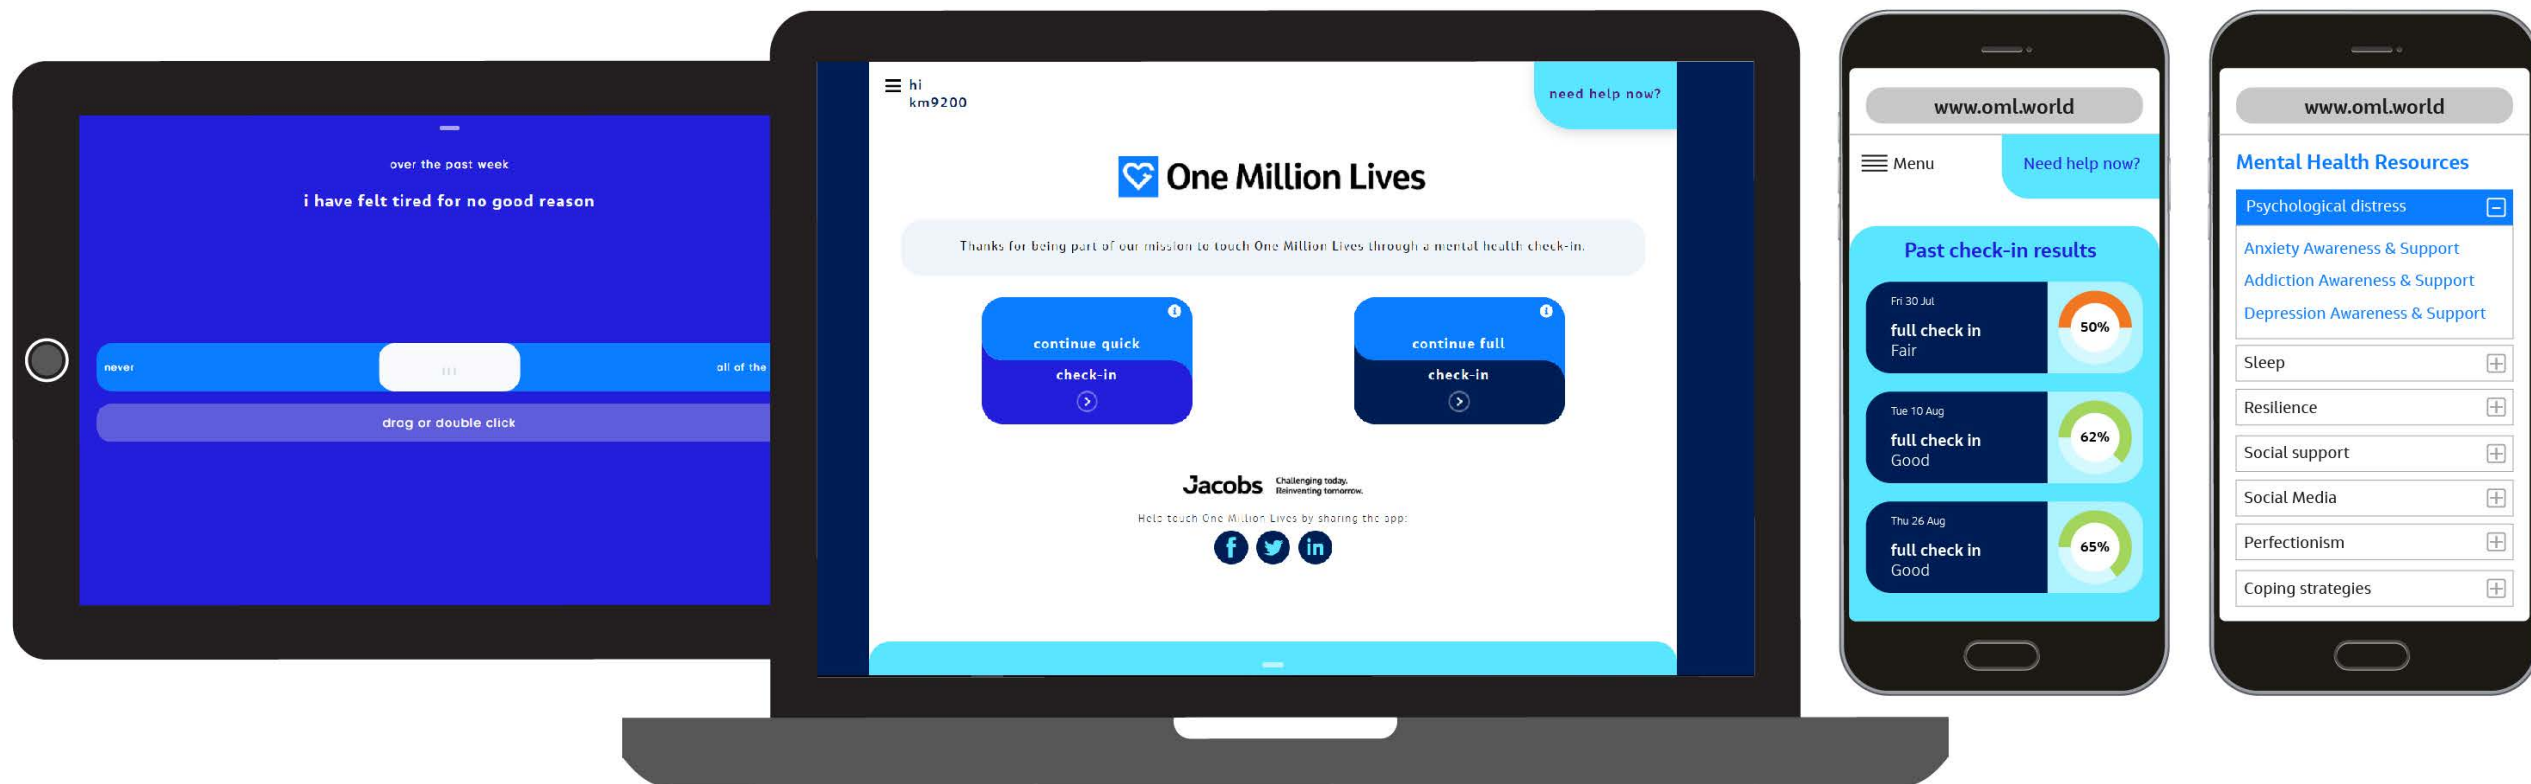 over the past week
i have felt tired for no good reason
never
all of the
drag or double click
hi
km9200
need help now?
One Million Lives
Thanks for being part of our mission to touch One Million Lives through a mental health check-in.
continue quick
check-in
continue full
check-in
Jacobs
Challenging today.
Reinventing tomorrow.
Help touch One Million Lives by sharing the app:
www.oml.world
Menu
Need help now?
Past check-in results
Fri 30 Jul
full check in
Fair
50%
Tue 10 Aug
full check in
Good
62%
Thu 26 Aug
full check in
Good
65%
www.oml.world
Mental Health Resources
Psychological distress
Anxiety Awareness & Support
Addiction Awareness & Support
Depression Awareness & Support
Sleep
Resilience
Social support
Social Media
Perfectionism
Coping strategies